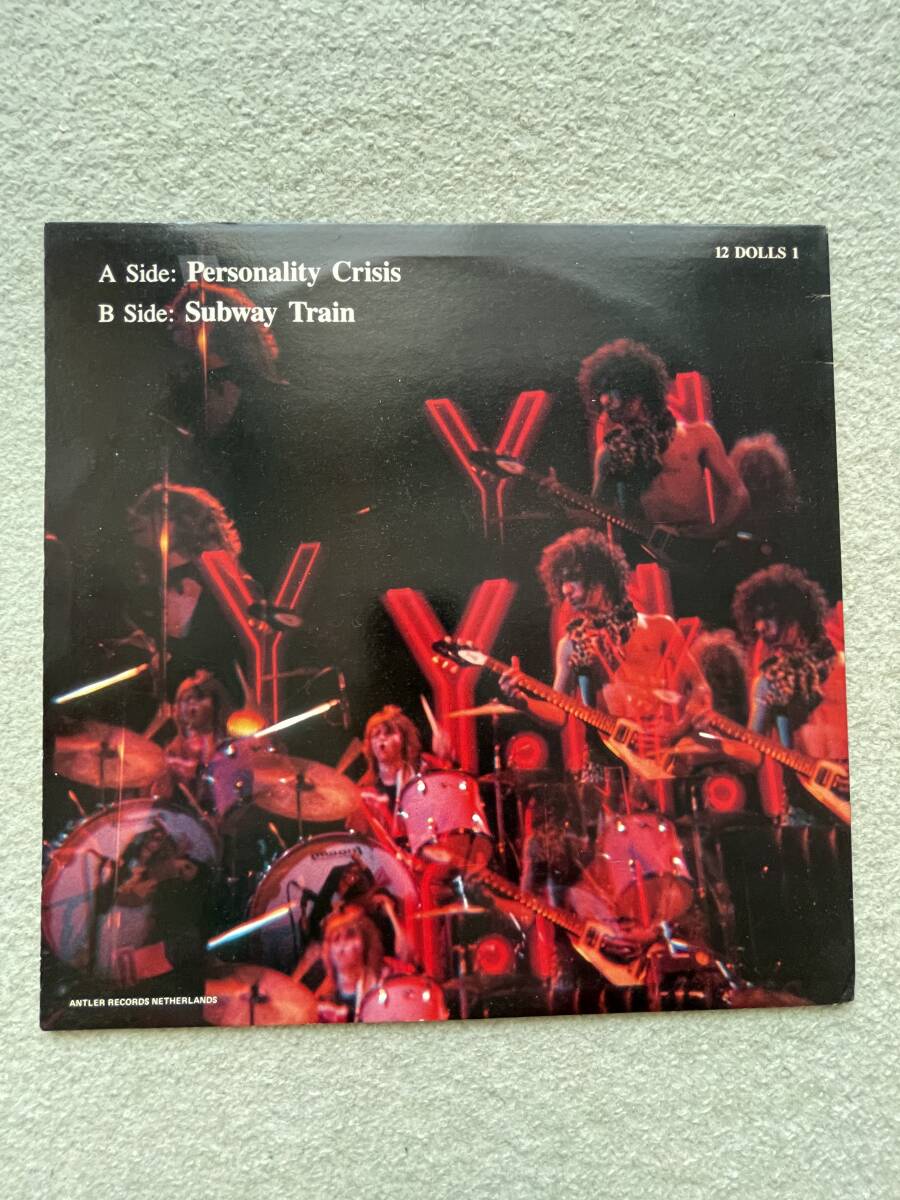 A Side: Personality Crisis
B Side: Subway Train
12 DOLLS 1
Y
Y
Y
ANTLER RECORDS NETHERLANDS